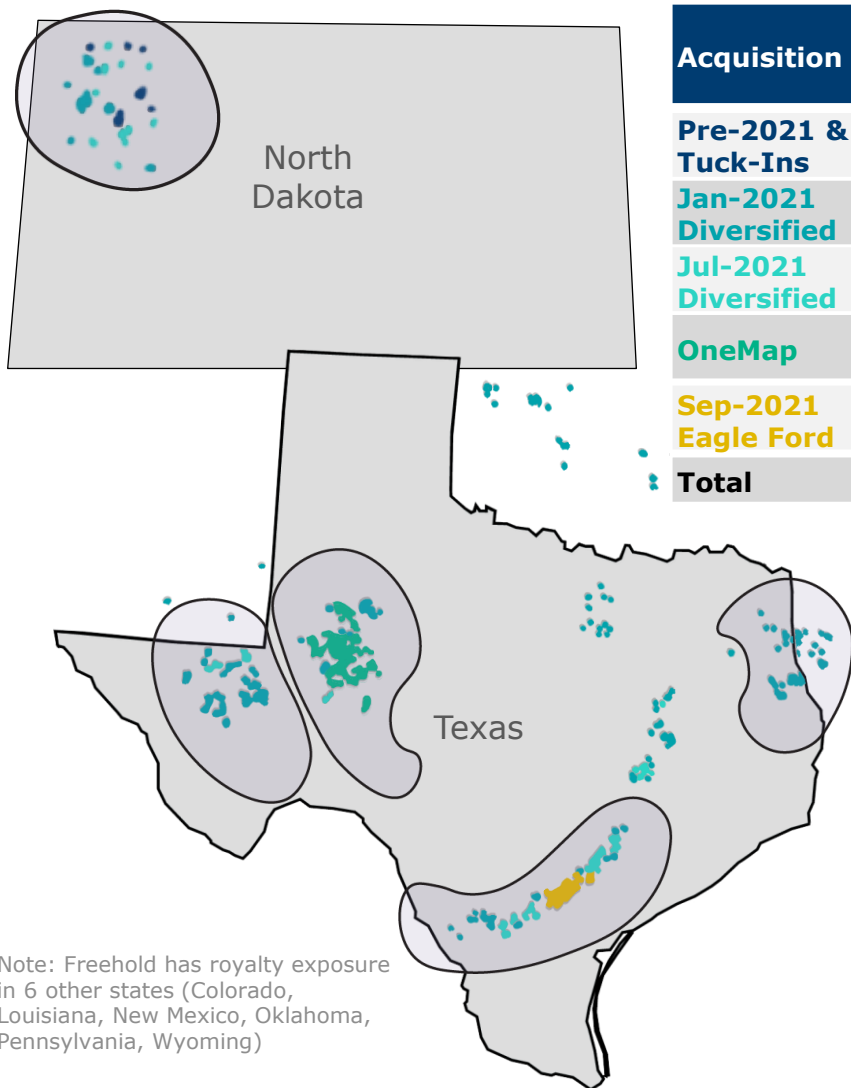 Acquisition
Pre-2021 &
Tuck-Ins
Jan-2021
Diversified
Jul-2021
Diversified
OneMap
Sep-2021
Eagle Ford
Total
North
Dakota
Texas
Note: Freehold has royalty exposure
in 6 other states (Colorado,
Louisiana, New Mexico, Oklahoma,
Pennsylvania, Wyoming)